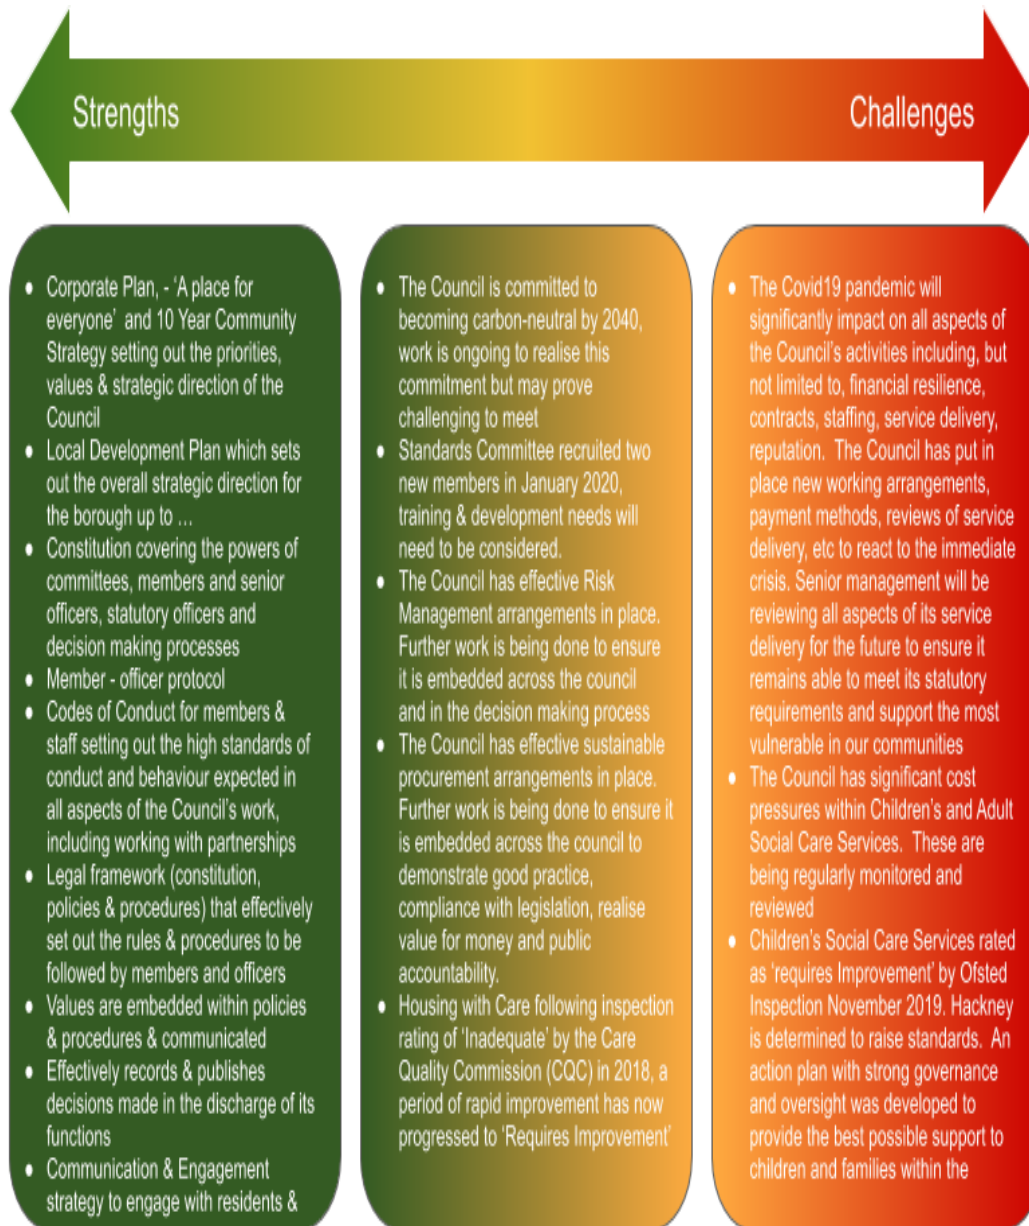 Strengths
Challenges
• Corporate Plan, - ‘A place for
everyone’ and 10 Year Community
Strategy setting out the priorities,
values & strategic direction of the
Council
• Local Development Plan which sets
out the overall strategic direction for
the borough up to …
• Constitution covering the powers of
committees, members and senior
officers, statutory officers and
decision making processes
• Member - officer protocol
• Codes of Conduct for members &
staff setting out the high standards of
conduct and behaviour expected in
all aspects of the Council’s work,
including working with partnerships
• Legal framework (constitution,
policies & procedures) that effectively
set out the rules & procedures to be
followed by members and officers
• Values are embedded within policies
& procedures & communicated
• Effectively records & publishes
decisions made in the discharge of its
functions
• Communication & Engagement
strategy to engage with residents &
• The Council is committed to
becoming carbon-neutral by 2040,
work is ongoing to realise this
commitment but may prove
challenging to meet
• Standards Committee recruited two
new members in January 2020,
training & development needs will
need to be considered.
• The Council has effective Risk
Management arrangements in place.
Further work is being done to ensure
it is embedded across the council
and in the decision making process
• The Council has effective sustainable
procurement arrangements in place.
Further work is being done to ensure it
is embedded across the council to
demonstrate good practice,
compliance with legislation, realise
value for money and public
accountability.
• Housing with Care following inspection
rating of ‘Inadequate’ by the Care
Quality Commission (CQC) in 2018, a
period of rapid improvement has now
progressed to ‘Requires Improvement’
• The Covid19 pandemic will
significantly impact on all aspects of
the Council’s activities including, but
not limited to, financial resilience,
contracts, staffing, service delivery,
reputation. The Council has put in
place new working arrangements,
payment methods, reviews of service
delivery, etc to react to the immediate
crisis. Senior management will be
reviewing all aspects of its service
delivery for the future to ensure it
remains able to meet its statutory
requirements and support the most
vulnerable in our communities
• The Council has significant cost
pressures within Children’s and Adult
Social Care Services. These are
being regularly monitored and
reviewed
• Children’s Social Care Services rated
as ‘requires Improvement’ by Ofsted
Inspection November 2019. Hackney
is determined to raise standards. An
action plan with strong governance
and oversight was developed to
provide the best possible support to
children and families within the